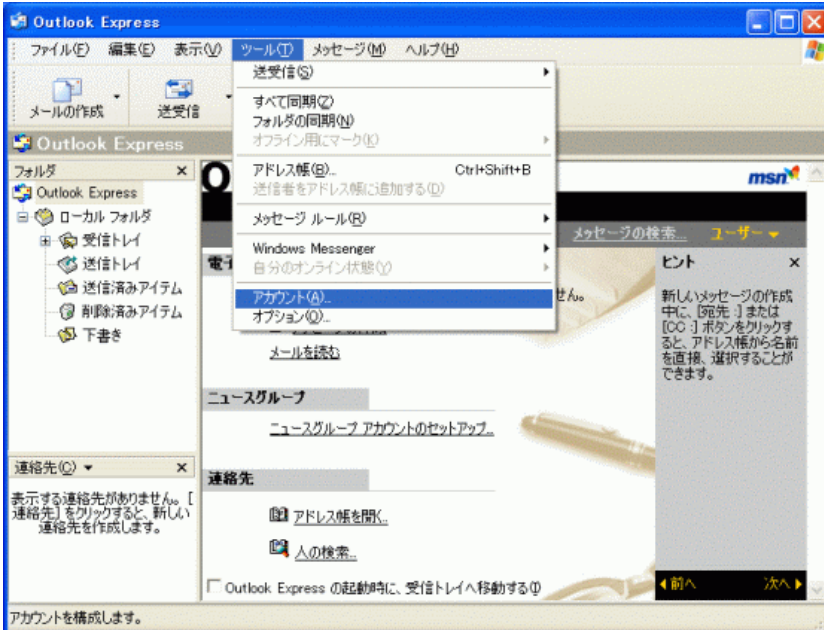 Outlook Express
ファイル(F) 編集(E) 表示(V) ツール(T) メッセージ(M) ヘルプ(H)
メールの作成 送受信
送受信(S)
すべて同期(Z)
フォルダの同期(N)
オフライン用にマーク(K)
アドレス帳(B)... Ctrl+Shift+B
送信者をアドレス帳に追加する(D)
メッセージ ルール(R)
Windows Messenger
自分のオンライン状態(Y)
アカウント(A)...
オプション(O)...
Outlook Express
フォルダ ×
Outlook Express
ローカル フォルダ
受信トレイ
送信トレイ
送信済みアイテム
削除済みアイテム
下書き
連絡先(C) ×
表示する連絡先がありません。[
連絡先] をクリックすると、新しい
連絡先を作成します。
msn
メッセージの検索... ユーザー
電子
せん。
メールを読む
ニュースグループ
ニュースグループ アカウントのセットアップ...
連絡先
アドレス帳を開く...
人の検索...
Outlook Express の起動時に、受信トレイへ移動する(I)
ヒント ×
新しいメッセージの作成
中に、[宛先 :] または
[CC :] ボタンをクリックす
ると、アドレス帳から名前
を直接、選択することが
できます。
前へ 次へ
アカウントを構成します。